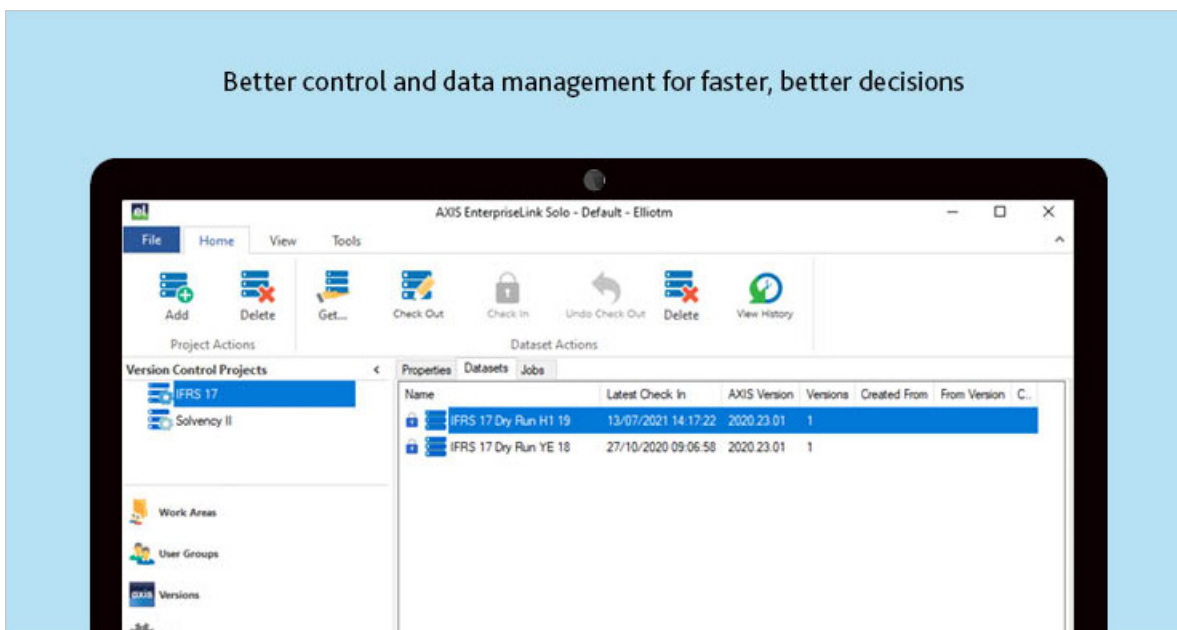 Better control and data management for faster, better decisions
el
AXIS EnterpriseLink Solo - Default - Elliotm
File Home View Tools
Add Delete Get... Check Out Check In Undo Check Out Delete View History
Project Actions Dataset Actions
Version Control Projects
Properties Datasets Jobs
IFRS 17
Solvency II
Name Latest Check In AXIS Version Versions Created From From Version C..
IFRS 17 Dry Run H1 19 13/07/2021 14:17:22 2020.23.01 1
IFRS 17 Dry Run YE 18 27/10/2020 09:06:58 2020.23.01 1
Work Areas
User Groups
axis Versions